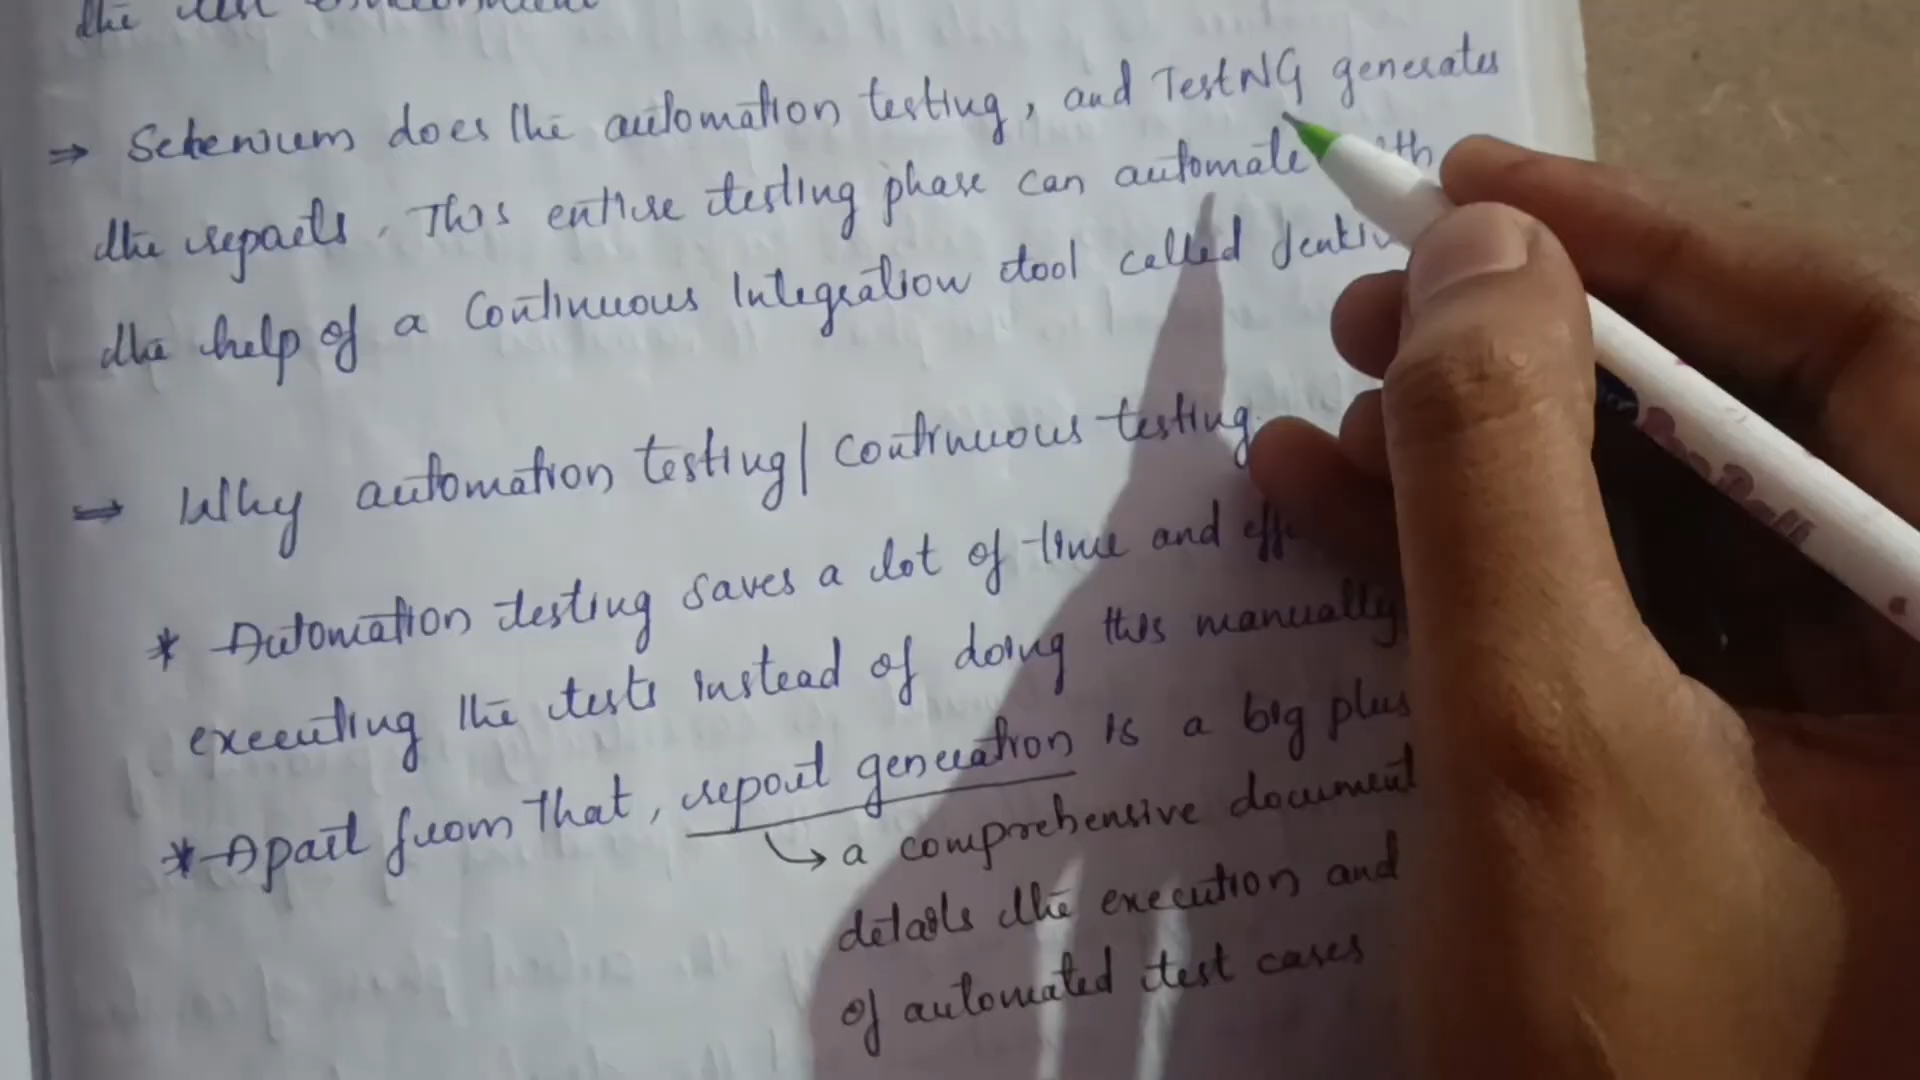 the test environment
⇒ Selenium does the automation testing, and TestNG generates
the reports. This entire testing phase can automate with
the help of a Continuous Integration tool called
→ Why automation testing/ continuous testing.
* Automation testing saves a lot of time and
executing the tests instead of doing this manually
* Apart from that, report generation is a big plus
↳ a comprehensive document
details the execution and
of automated test cases